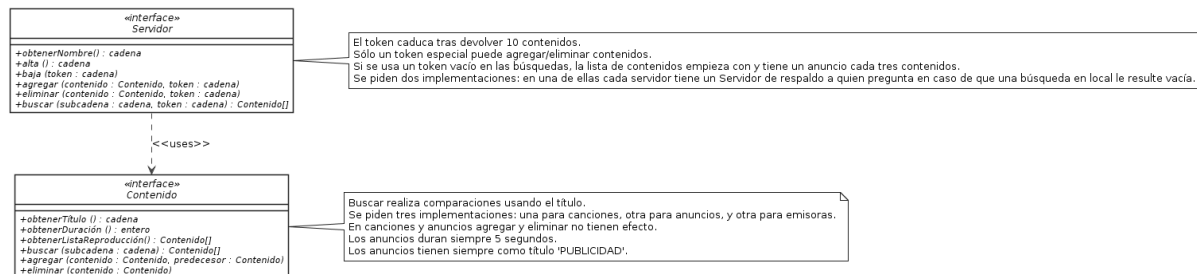 «interface»
Servidor
+obtenerNombre() : cadena
+alta () : cadena
+baja (token : cadena)
+agregar (contenido : Contenido, token : cadena)
+eliminar (contenido : Contenido, token : cadena)
+buscar (subcadena : cadena, token : cadena) : Contenido[]
El token caduca tras devolver 10 contenidos.
Sólo un token especial puede agregar/eliminar contenidos.
Si se usa un token vacío en las búsquedas, la lista de contenidos empieza con y tiene un anuncio cada tres contenidos.
Se piden dos implementaciones: en una de ellas cada servidor tiene un Servidor de respaldo a quien pregunta en caso de que una búsqueda en local le resulte vacía.
<<uses>>
«interface»
Contenido
+obtenerTítulo () : cadena
+obtenerDuración () : entero
+obtenerListaReproducción() : Contenido[]
+buscar (subcadena : cadena) : Contenido[]
+agregar (contenido : Contenido, predecesor : Contenido)
+eliminar (contenido : Contenido)
Buscar realiza comparaciones usando el título.
Se piden tres implementaciones: una para canciones, otra para anuncios, y otra para emisoras.
En canciones y anuncios agregar y eliminar no tienen efecto.
Los anuncios duran siempre 5 segundos.
Los anuncios tienen siempre como título 'PUBLICIDAD'.